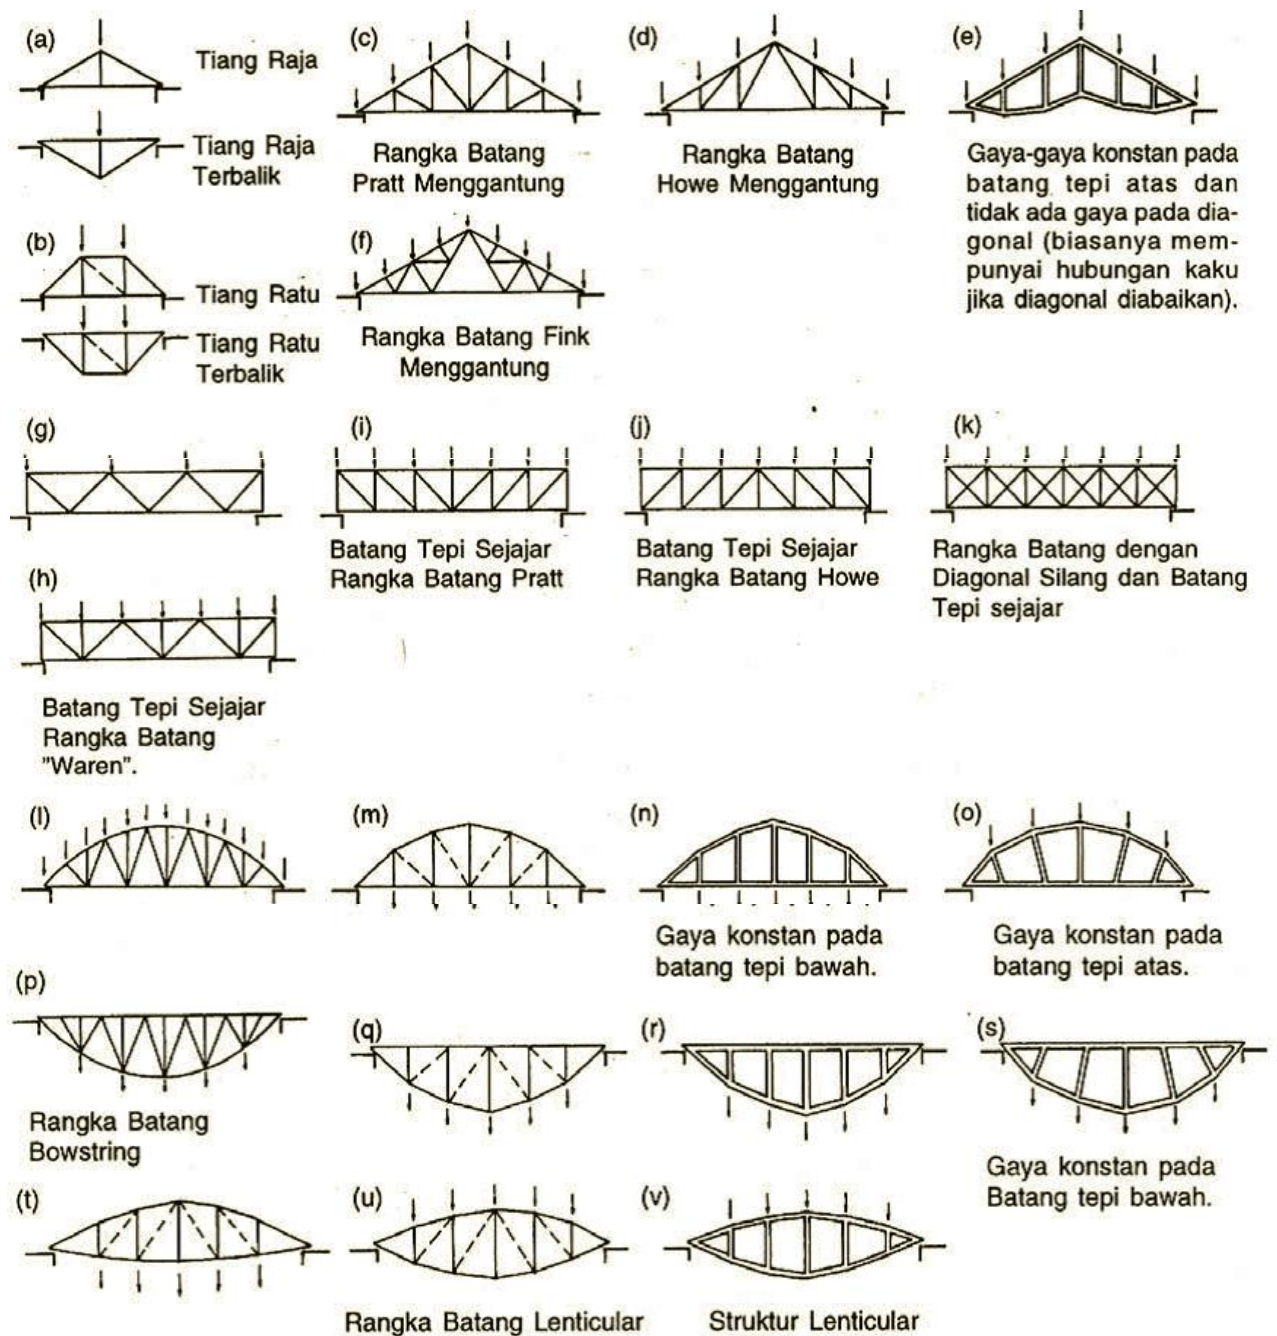 (a)
Tiang Raja
Tiang Raja
Terbalik
(c)
Rangka Batang
Pratt Menggantung
(d)
Rangka Batang
Howe Menggantung
(e)
Gaya-gaya konstan pada
batang tepi atas dan
tidak ada gaya pada dia-
gonal (biasanya mem-
punyai hubungan kaku
jika diagonal diabaikan).
(b)
Tiang Ratu
Tiang Ratu
Terbalik
(f)
Rangka Batang Fink
Menggantung
(g)
(i)
Batang Tepi Sejajar
Rangka Batang Pratt
(j)
Batang Tepi Sejajar
Rangka Batang Howe
(k)
Rangka Batang dengan
Diagonal Silang dan Batang
Tepi sejajar
(h)
Batang Tepi Sejajar
Rangka Batang
"Waren".
(l)
(m)
(n)
Gaya konstan pada
batang tepi bawah.
(o)
Gaya konstan pada
batang tepi atas.
(p)
Rangka Batang
Bowstring
(q)
(r)
(s)
Gaya konstan pada
Batang tepi bawah.
(t)
(u)
Rangka Batang Lenticular
(v)
Struktur Lenticular